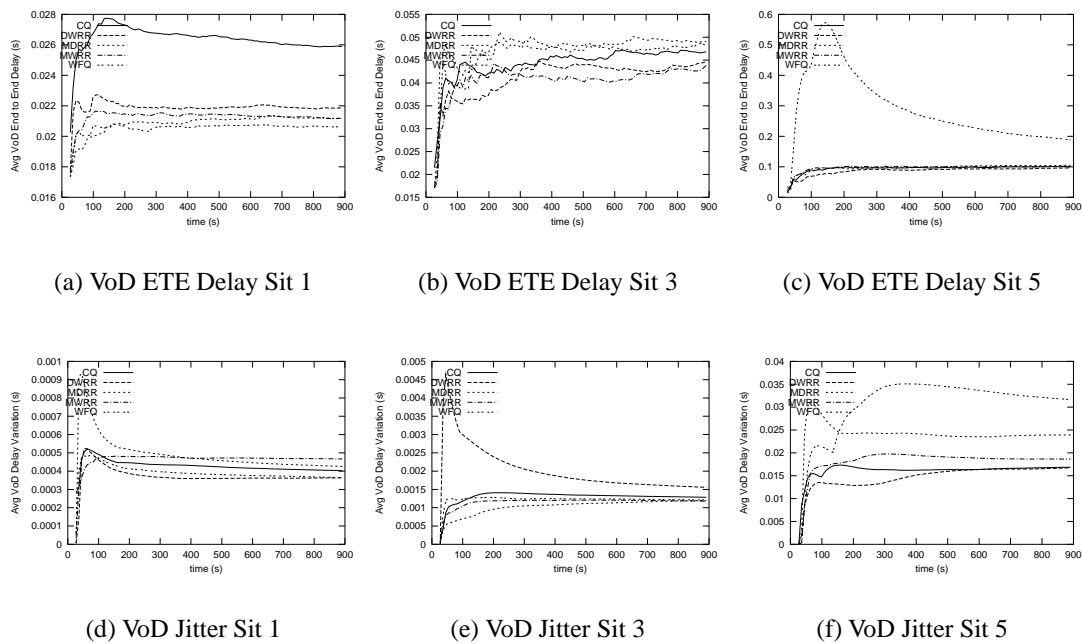 Avg VoD End to End Delay (s)
0.028
0.026
0.024
0.022
0.02
0.018
0.016
CQ
DWRR
MDRR
MWRR
WFQ
0 100 200 300 400 500 600 700 800 900
time (s)
(a) VoD ETE Delay Sit 1
Avg VoD End to End Delay (s)
0.055
0.05
0.045
0.04
0.035
0.03
0.025
0.02
0.015
CQ
DWRR
MDRR
MWRR
WFQ
0 100 200 300 400 500 600 700 800 900
time (s)
(b) VoD ETE Delay Sit 3
Avg VoD End to End Delay (s)
0.6
0.5
0.4
0.3
0.2
0.1
0
CQ
DWRR
MDRR
MWRR
WFQ
0 100 200 300 400 500 600 700 800 900
time (s)
(c) VoD ETE Delay Sit 5
Avg VoD Delay Variation (s)
0.001
0.0009
0.0008
0.0007
0.0006
0.0005
0.0004
0.0003
0.0002
0.0001
0
CQ
DWRR
MDRR
MWRR
WFQ
0 100 200 300 400 500 600 700 800 900
time (s)
(d) VoD Jitter Sit 1
Avg VoD Delay Variation (s)
0.005
0.0045
0.004
0.0035
0.003
0.0025
0.002
0.0015
0.001
0.0005
0
CQ
DWRR
MDRR
MWRR
WFQ
0 100 200 300 400 500 600 700 800 900
time (s)
(e) VoD Jitter Sit 3
Avg VoD Delay Variation (s)
0.04
0.035
0.03
0.025
0.02
0.015
0.01
0.005
0
CQ
DWRR
MDRR
MWRR
WFQ
0 100 200 300 400 500 600 700 800 900
time (s)
(f) VoD Jitter Sit 5